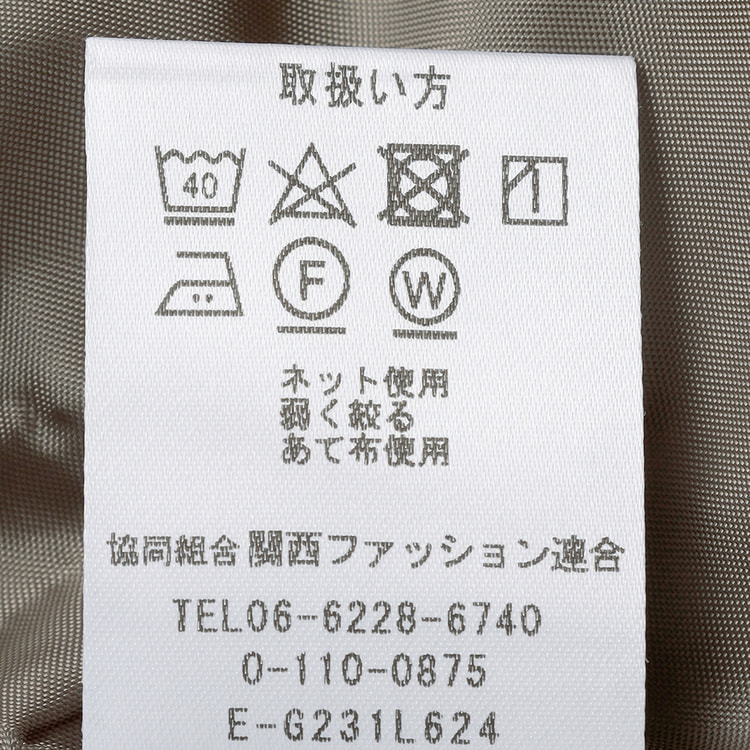 取扱い方
40
F W
ネット使用
弱く絞る
あて布使用
協同組合関西ファッション連合
TEL06-6228-6740
0-110-0875
E-G231L624